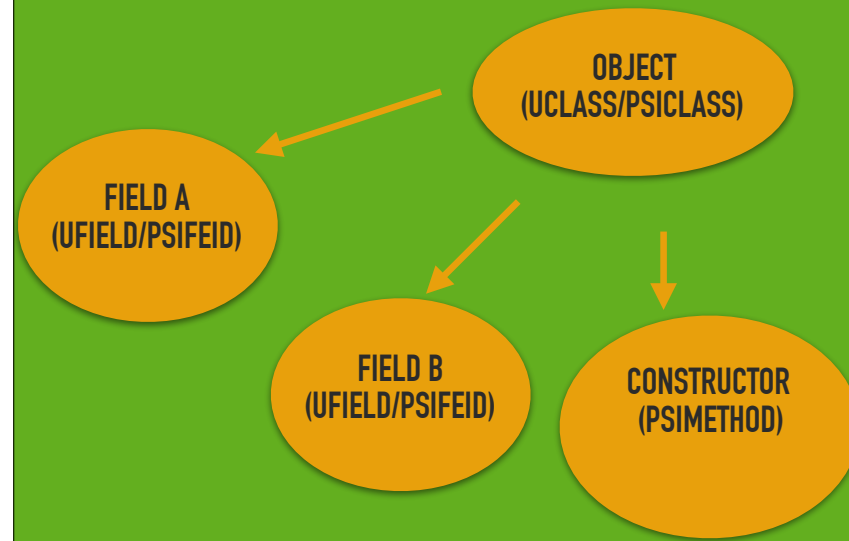 OBJECT
(UCLASS/PSICLASS)
FIELD A
(UFIELD/PSIFEID)
FIELD B
(UFIELD/PSIFEID)
CONSTRUCTOR
(PSIMETHOD)